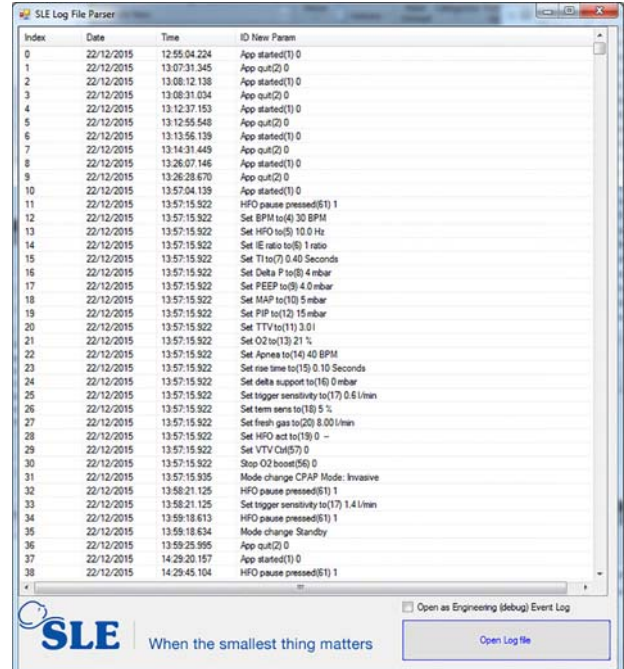 SLE Log File Parser
Index Date Time ID New Param
0 22/12/2015 12:55:04.224 App started(1) 0
1 22/12/2015 13:07:31.345 App quit(2) 0
2 22/12/2015 13:08:12.138 App started(1) 0
3 22/12/2015 13:08:31.034 App quit(2) 0
4 22/12/2015 13:12:37.153 App started(1) 0
5 22/12/2015 13:12:55.548 App quit(2) 0
6 22/12/2015 13:13:56.139 App started(1) 0
7 22/12/2015 13:14:31.449 App quit(2) 0
8 22/12/2015 13:26:07.146 App started(1) 0
9 22/12/2015 13:26:28.670 App quit(2) 0
10 22/12/2015 13:57:04.139 App started(1) 0
11 22/12/2015 13:57:15.922 HFO pause pressed(61) 1
12 22/12/2015 13:57:15.922 Set BPM to(4) 30 BPM
13 22/12/2015 13:57:15.922 Set HFO to(5) 10.0 Hz
14 22/12/2015 13:57:15.922 Set IE ratio to(6) 1 ratio
15 22/12/2015 13:57:15.922 Set TI to(7) 0.40 Seconds
16 22/12/2015 13:57:15.922 Set Delta P to(8) 4 mbar
17 22/12/2015 13:57:15.922 Set PEEP to(9) 4.0 mbar
18 22/12/2015 13:57:15.922 Set MAP to(10) 5 mbar
19 22/12/2015 13:57:15.922 Set PIP to(12) 15 mbar
20 22/12/2015 13:57:15.922 Set TTV to(11) 3.0 l
21 22/12/2015 13:57:15.922 Set O2 to(13) 21 %
22 22/12/2015 13:57:15.922 Set Apnea to(14) 40 BPM
23 22/12/2015 13:57:15.922 Set rise time to(15) 0.10 Seconds
24 22/12/2015 13:57:15.922 Set delta support to(16) 0 mbar
25 22/12/2015 13:57:15.922 Set trigger sensitivity to(17) 0.6 l/min
26 22/12/2015 13:57:15.922 Set term sens to(18) 5 %
27 22/12/2015 13:57:15.922 Set fresh gas to(20) 8.00 l/min
28 22/12/2015 13:57:15.922 Set HFO act to(19) 0 --
29 22/12/2015 13:57:15.922 Set VTV Ctrl(57) 0
30 22/12/2015 13:57:15.922 Stop O2 boost(56) 0
31 22/12/2015 13:57:15.935 Mode change CPAP Mode: Invasive
32 22/12/2015 13:58:21.125 HFO pause pressed(61) 1
33 22/12/2015 13:58:21.125 Set trigger sensitivity to(17) 1.4 l/min
34 22/12/2015 13:59:18.613 HFO pause pressed(61) 1
35 22/12/2015 13:59:18.634 Mode change Standby
36 22/12/2015 13:59:25.995 App quit(2) 0
37 22/12/2015 14:29:20.157 App started(1) 0
38 22/12/2015 14:29:45.104 HFO pause pressed(61) 1
Open as Engineering (debug) Event Log
SLE When the smallest thing matters
Open Log file